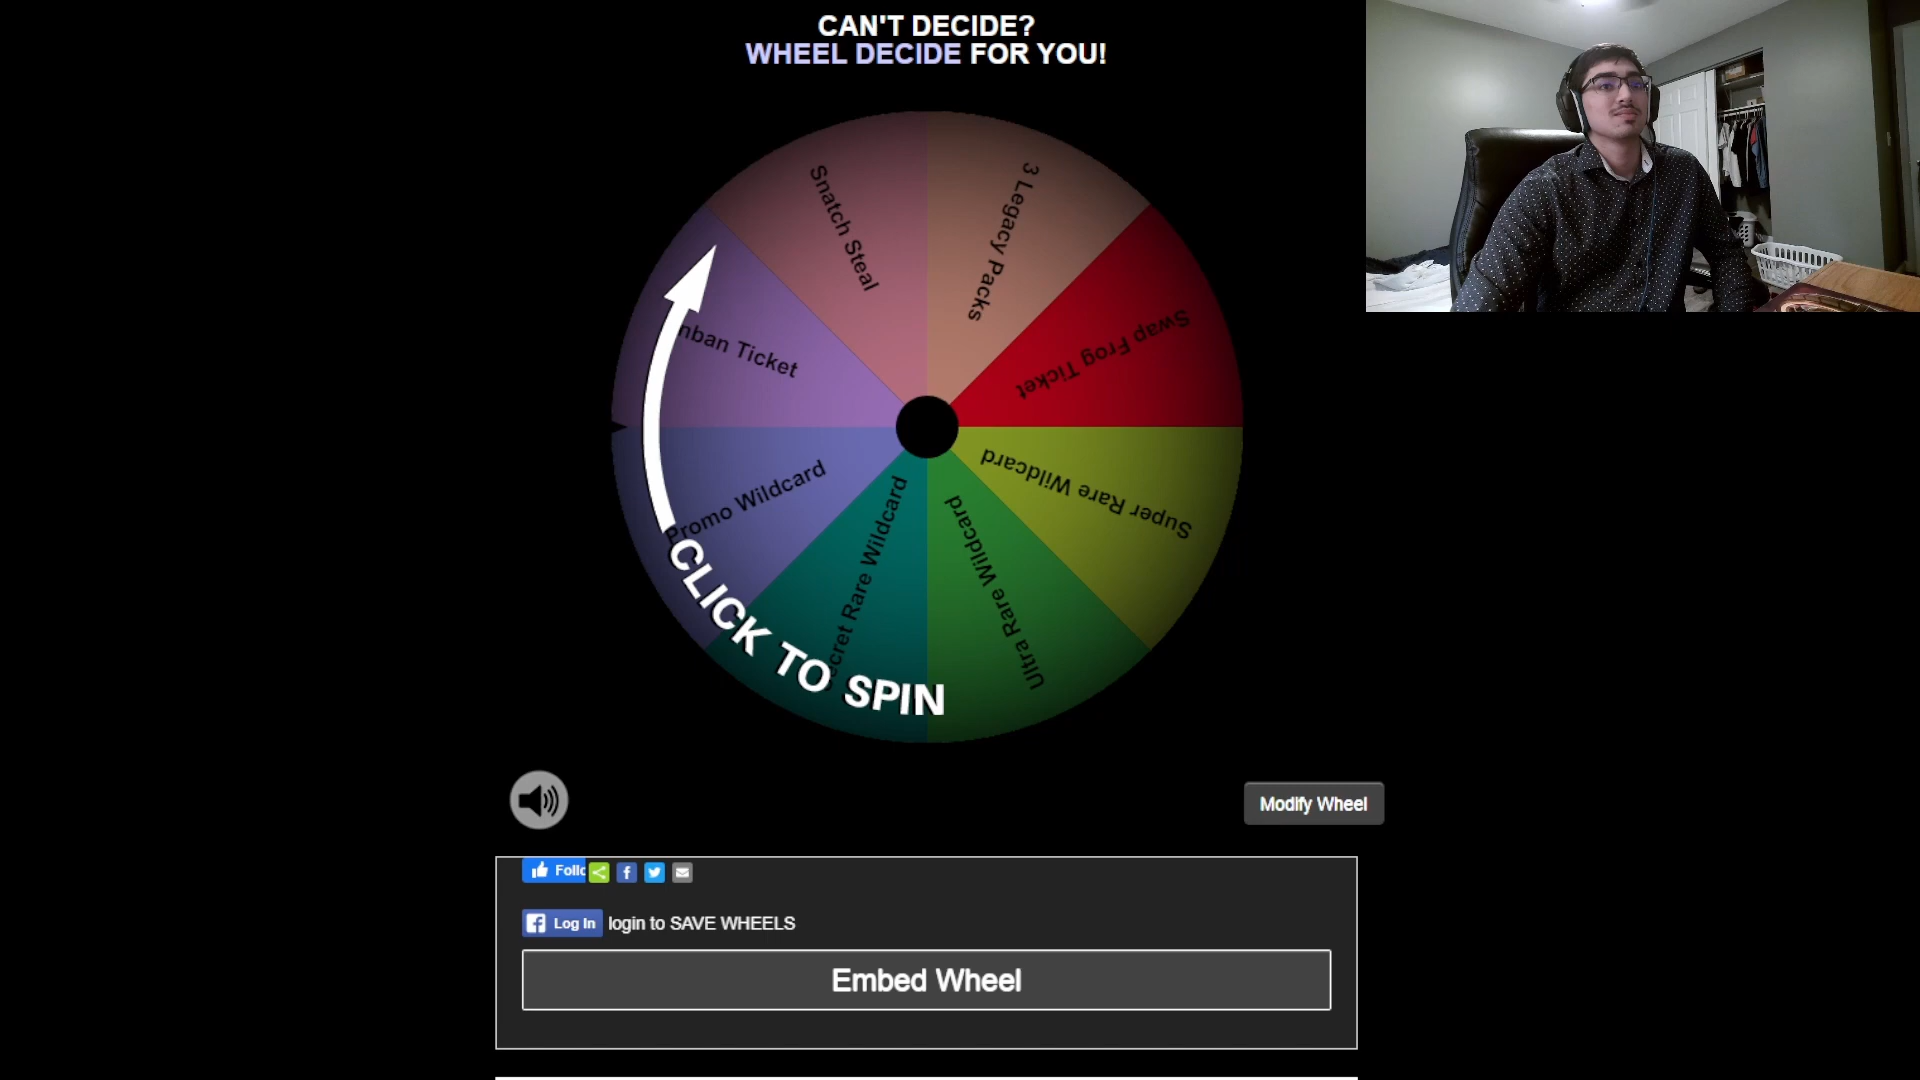 CAN'T DECIDE?
WHEEL DECIDE FOR YOU!
Snatch Steal
3 Legacy Packs
Swap Frog Ticket
Super Rare Wildcard
Ultra Rare Wildcard
cret Rare Wildcard
Promo Wildcard
nban Ticket
CLICK TO SPIN
Modify Wheel
Follo
Log In login to SAVE WHEELS
Embed Wheel